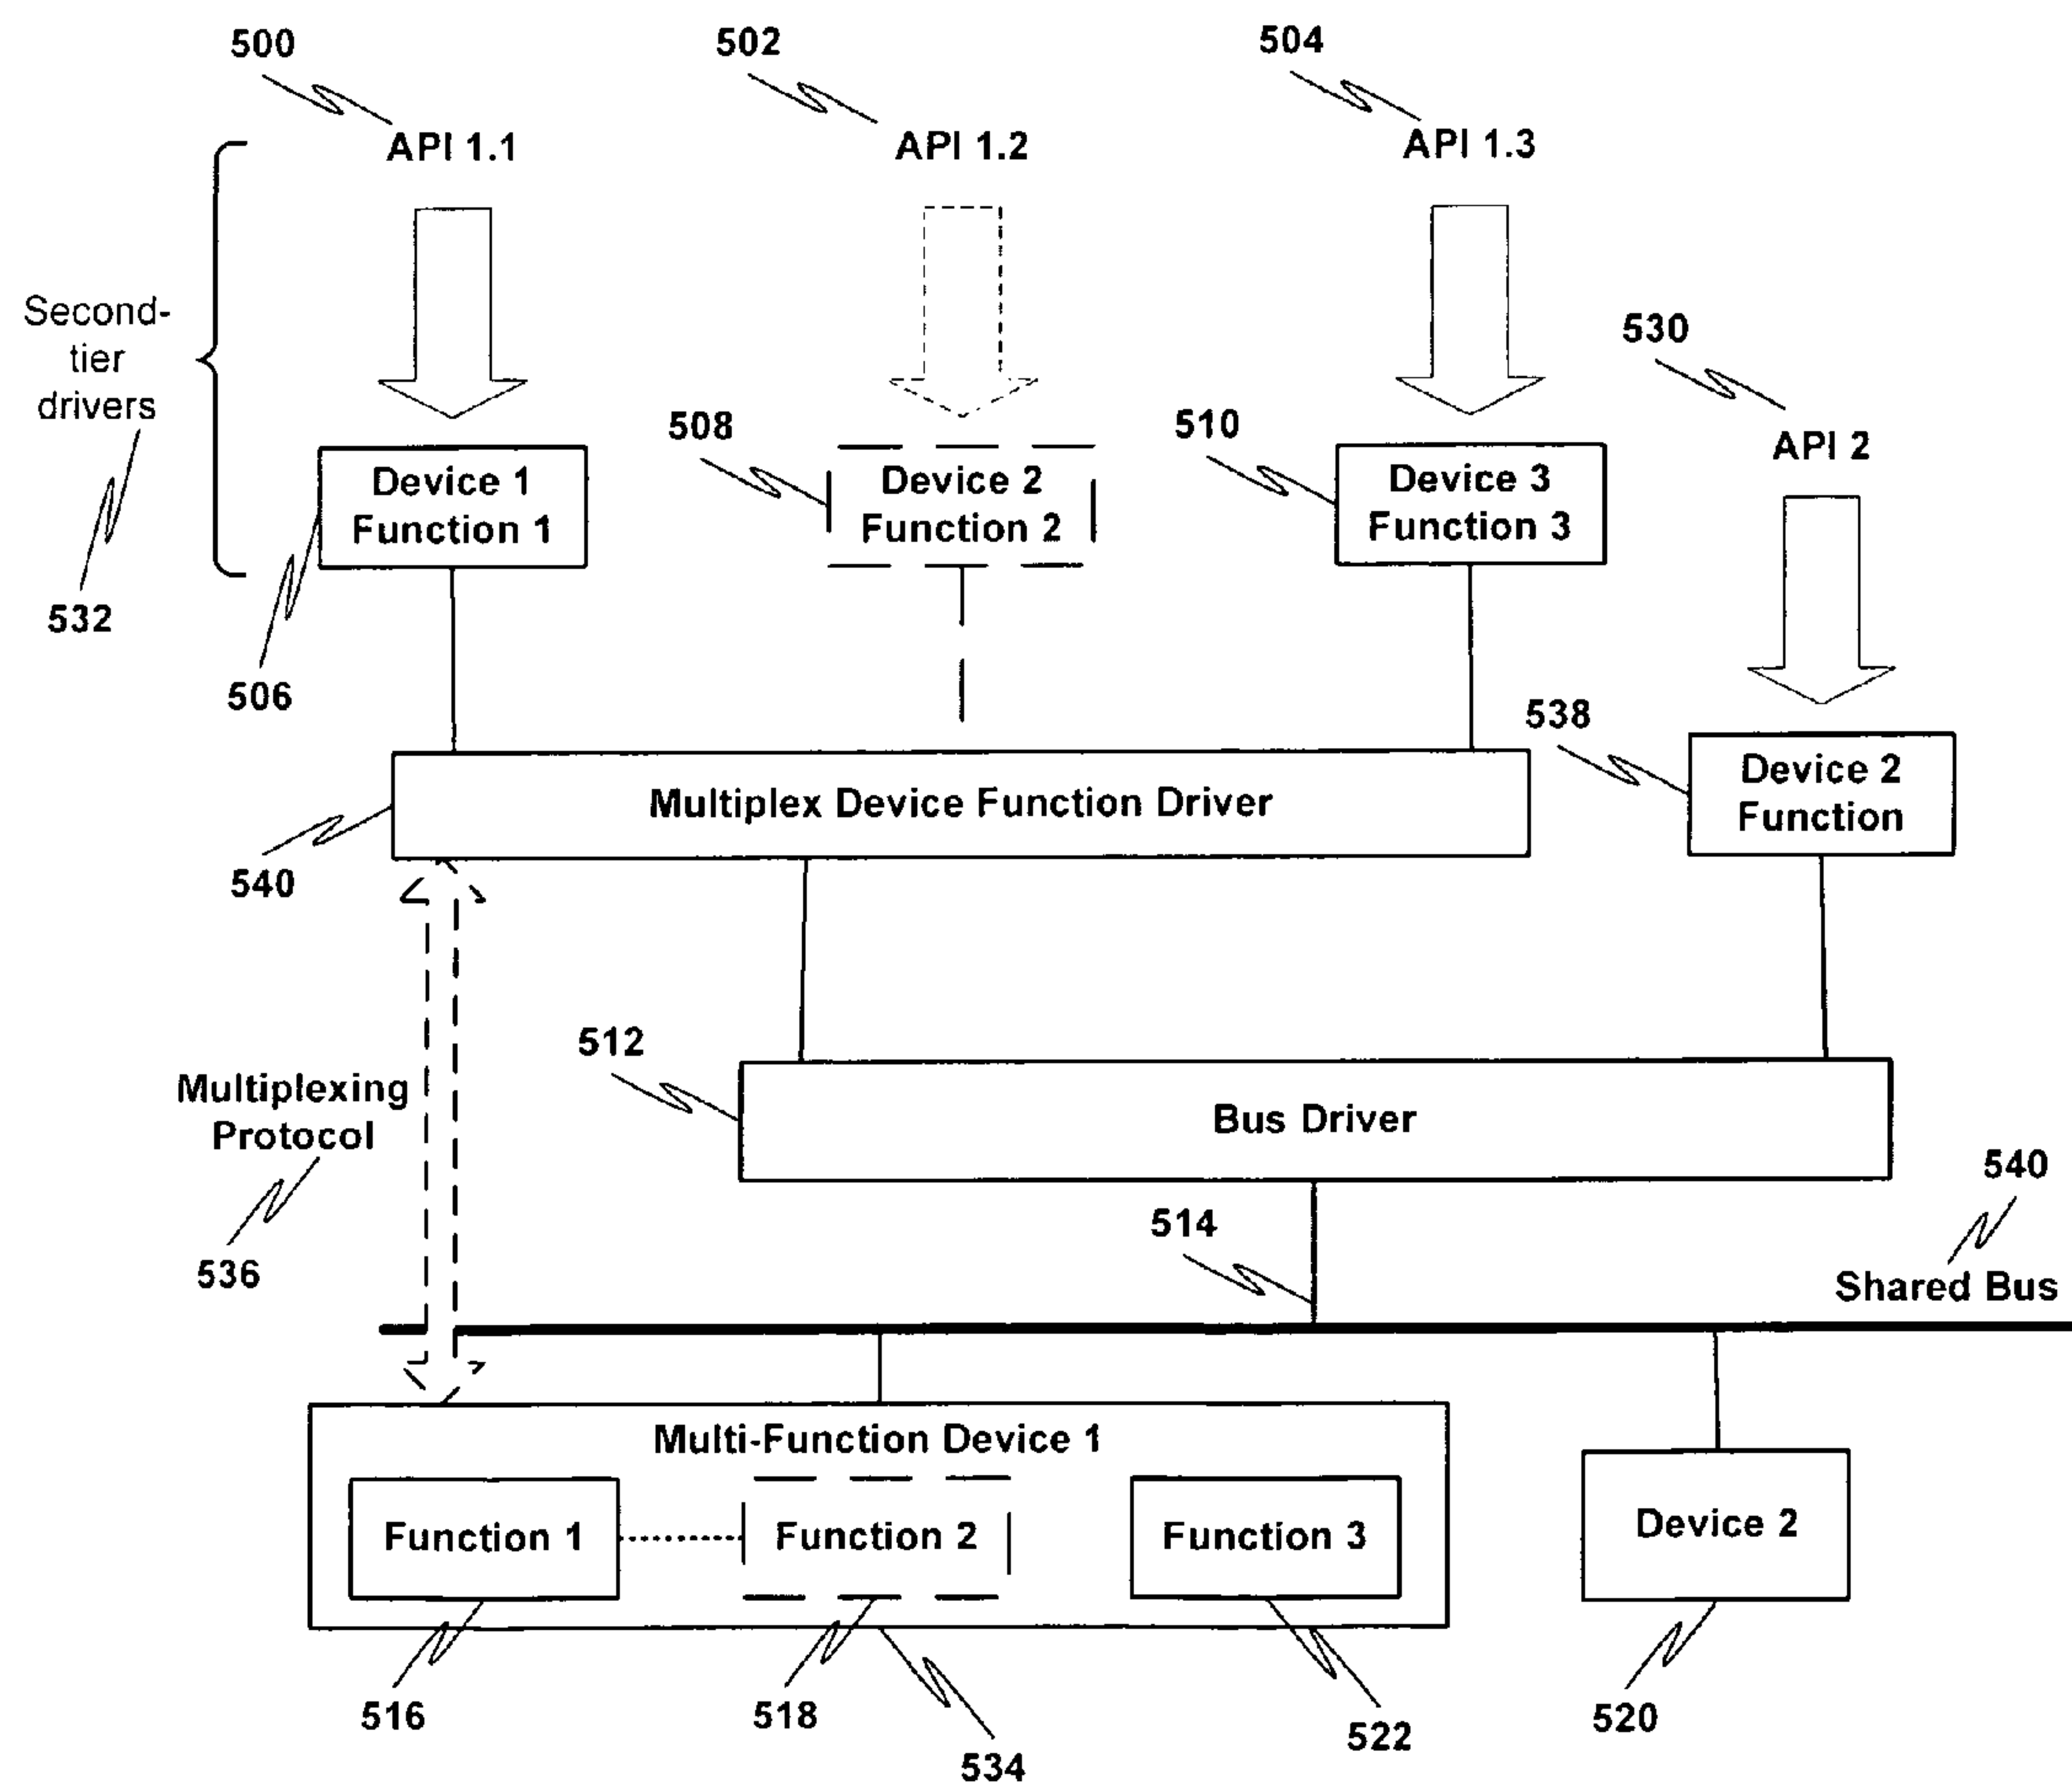 500
502
504
API 1.1
API 1.2
API 1.3
Second-
tier
drivers
532
530
API 2
506
Device 1
Function 1
508
Device 2
Function 2
510
Device 3
Function 3
538
Device 2
Function
Multiplex Device Function Driver
540
512
Bus Driver
Multiplexing
Protocol
536
514
540
Shared Bus
Multi-Function Device 1
Function 1
Function 2
Function 3
Device 2
516
518
534
522
520